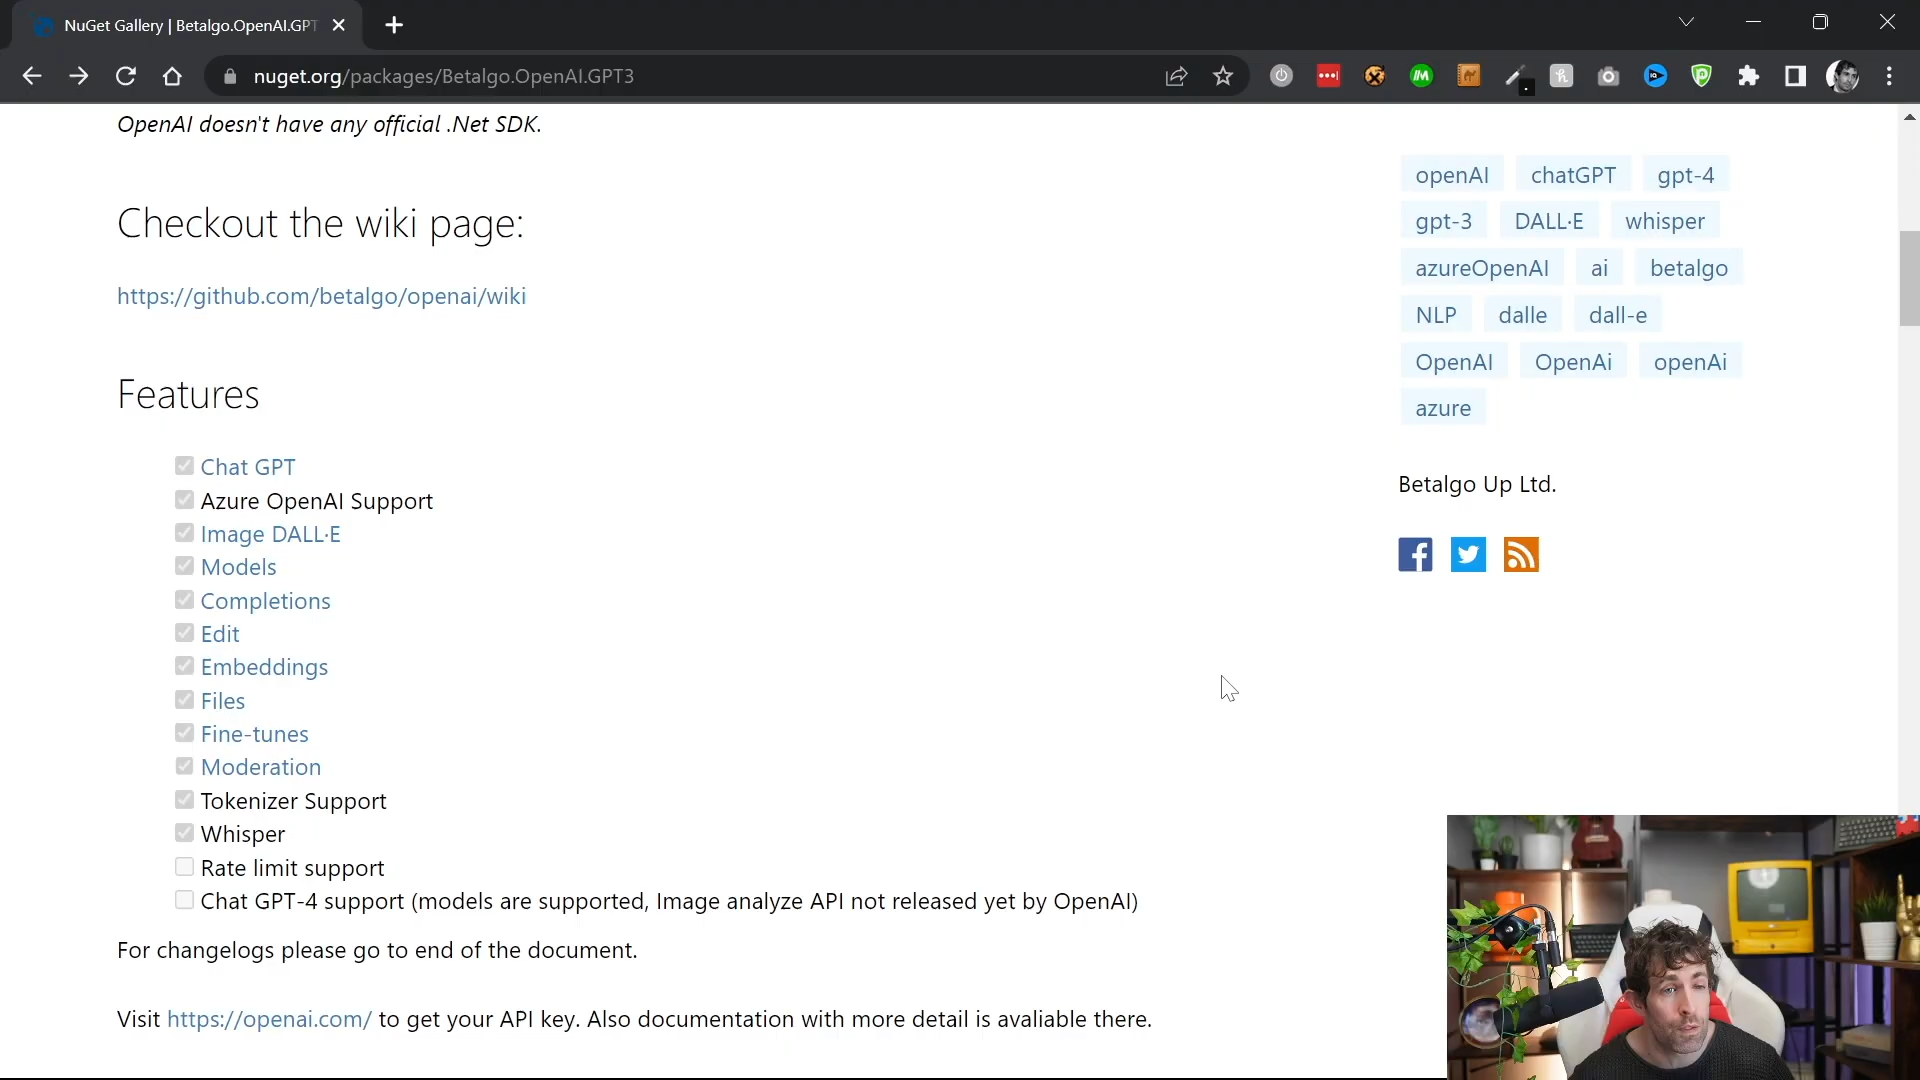 NuGet Gallery | Betalgo.OpenAI.GPT
nuget.org/packages/Betalgo.OpenAI.GPT3
OpenAI doesn't have any official .Net SDK.
openAI chatGPT gpt-4
Checkout the wiki page:
gpt-3 DALL·E whisper
azureOpenAI ai betalgo
https://github.com/betalgo/openai/wiki
NLP dalle dall-e
OpenAI OpenAi openAi
Features
azure
Chat GPT
Betalgo Up Ltd.
Azure OpenAI Support
Image DALL·E
Models
Completions
Edit
Embeddings
Files
Fine-tunes
Moderation
Tokenizer Support
Whisper
Rate limit support
Chat GPT-4 support (models are supported, Image analyze API not released yet by OpenAI)
For changelogs please go to end of the document.
Visit https://openai.com/ to get your API key. Also documentation with more detail is avaliable there.